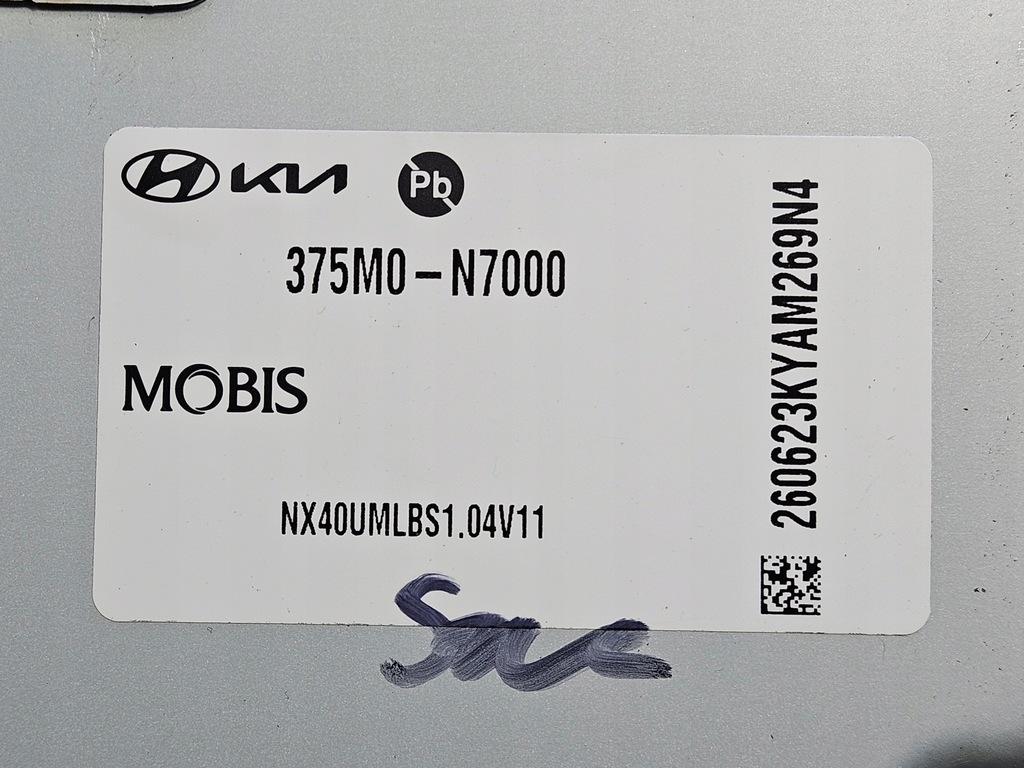 KIA Pb
375M0-N7000
MOBIS
NX40UMLBS1.04V11
260623KYAM269N4